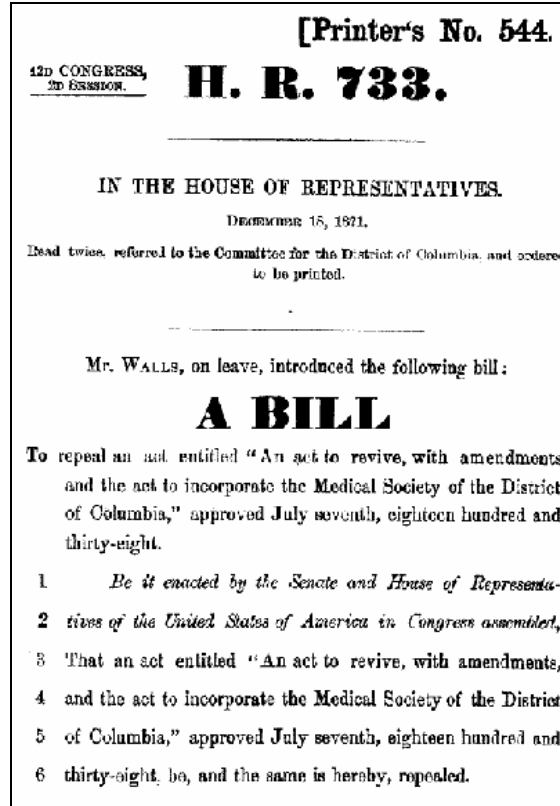 [Printer's No. 544.
42D CONGRESS,
2D SESSION.
H. R. 733.
IN THE HOUSE OF REPRESENTATIVES.
DECEMBER 18, 1871.
Read twice, referred to the Committee for the District of Columbia, and ordered
to be printed.
Mr. WALLS, on leave, introduced the following bill:
A BILL
To repeal an act entitled "An act to revive, with amendments
and the act to incorporate the Medical Society of the District
of Columbia," approved July seventh, eighteen hundred and
thirty-eight.
1 Be it enacted by the Senate and House of Representa-
2 tives of the United States of America in Congress assembled,
3 That an act entitled "An act to revive, with amendments,
4 and the act to incorporate the Medical Society of the District
5 of Columbia," approved July seventh, eighteen hundred and
6 thirty-eight, be, and the same is hereby, repealed.